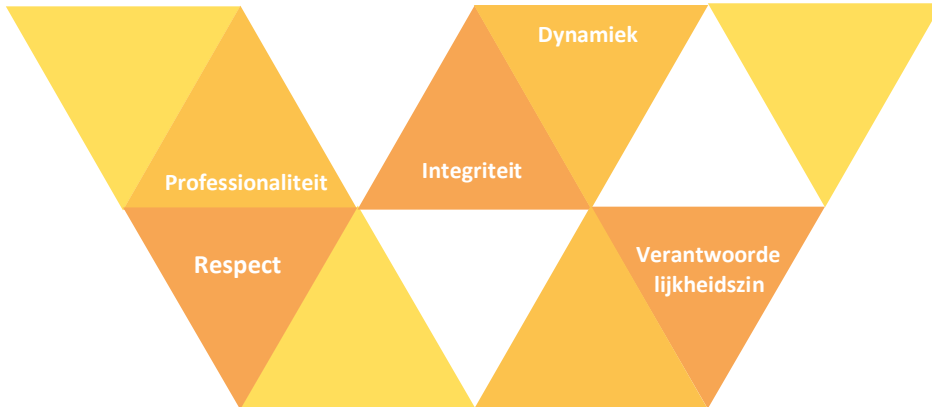 Dynamiek
Professionaliteit
Integriteit
Respect
Verantwoorde
lijkheidszin